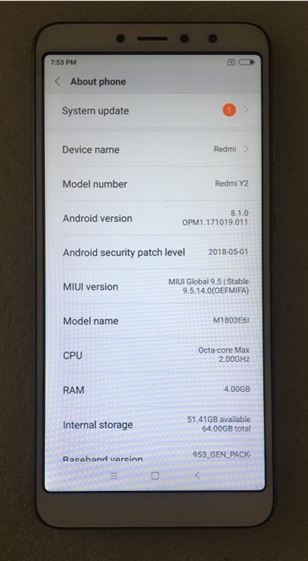 7:53 PM
About phone
System update 1
Device name Redmi
Model number Redmi Y2
Android version 8.1.0
OPM1.171019.011
Android security patch level 2018-05-01
MIUI version MIUI Global 9.5 | Stable
9.5.14.0(OEFMIFA)
Model name M1803E6I
CPU Octa-core Max
2.00GHz
RAM 4.00GB
Internal storage 51.41GB available
64.00GB total
Baseband version 953_GEN_PACK-